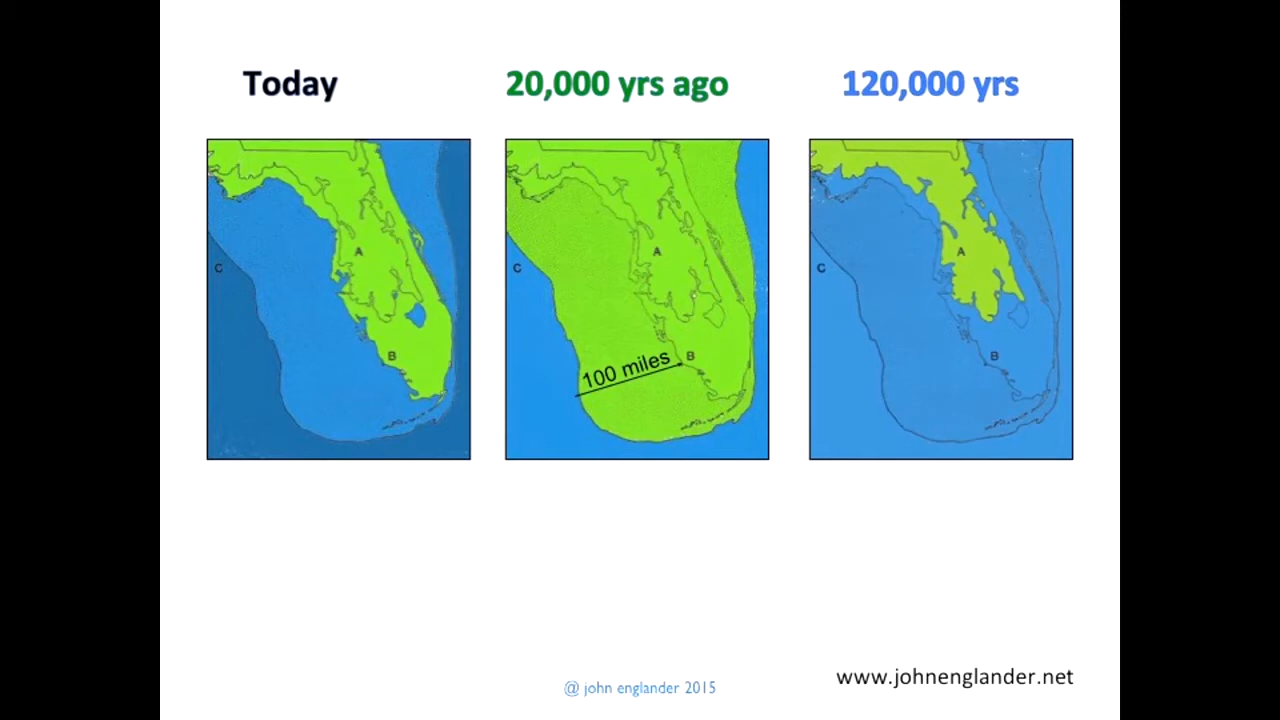 Today
20,000 yrs ago
120,000 yrs
A
B
C
A
B
C
100 miles
A
B
C
@ john englander 2015
www.johnenglander.net